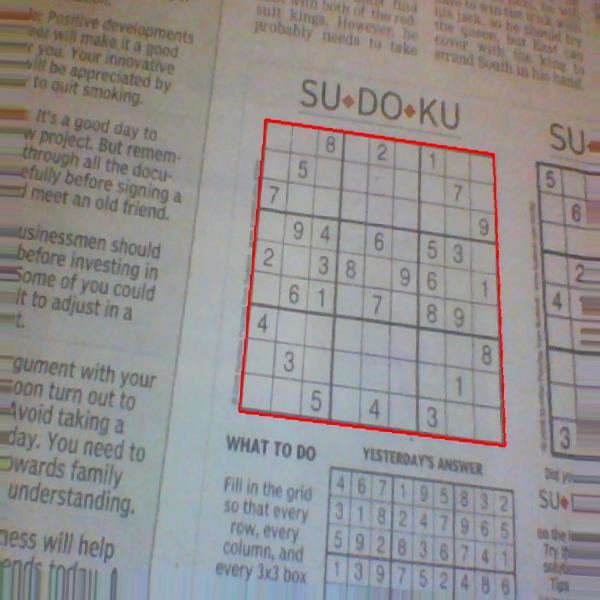 Positive developments
will make it a good
you. Your innovative
will be appreciated by
to quit smoking.
It's a good day to
project. But remem-
through all the docu-
before signing a
meet an old friend.
usinessmen should
before investing in
Some of you could
it to adjust in a
t.
gument with your
oon turn out to
Avoid taking a
day. You need to
owards family
understanding.
ness will help
with both of the red-
suit kings. However, he
probably needs to take
to win the trick with
his jack, so he should try
the queen, but East can
cover with the king to
strand South in his hand
SU♦DO♦KU
8 2 1
5
7 7
9
9 4 6 5 3
2 3 8 9 6 1
6 1 7 8 9
4
3 8
1
5 4 3
SU♦
5
6
2
4
3
WHAT TO DO
Fill in the grid
so that every
row, every
column, and
every 3x3 box
YESTERDAY'S ANSWER
4 6 7 1 9 5 8 3 2
3 1 8 2 4 7 9 6 5
5 9 2 8 3 6 7 4 1
1 3 9 7 5 2 4 8 6
Did you
SU♦
on the
Try
Tips